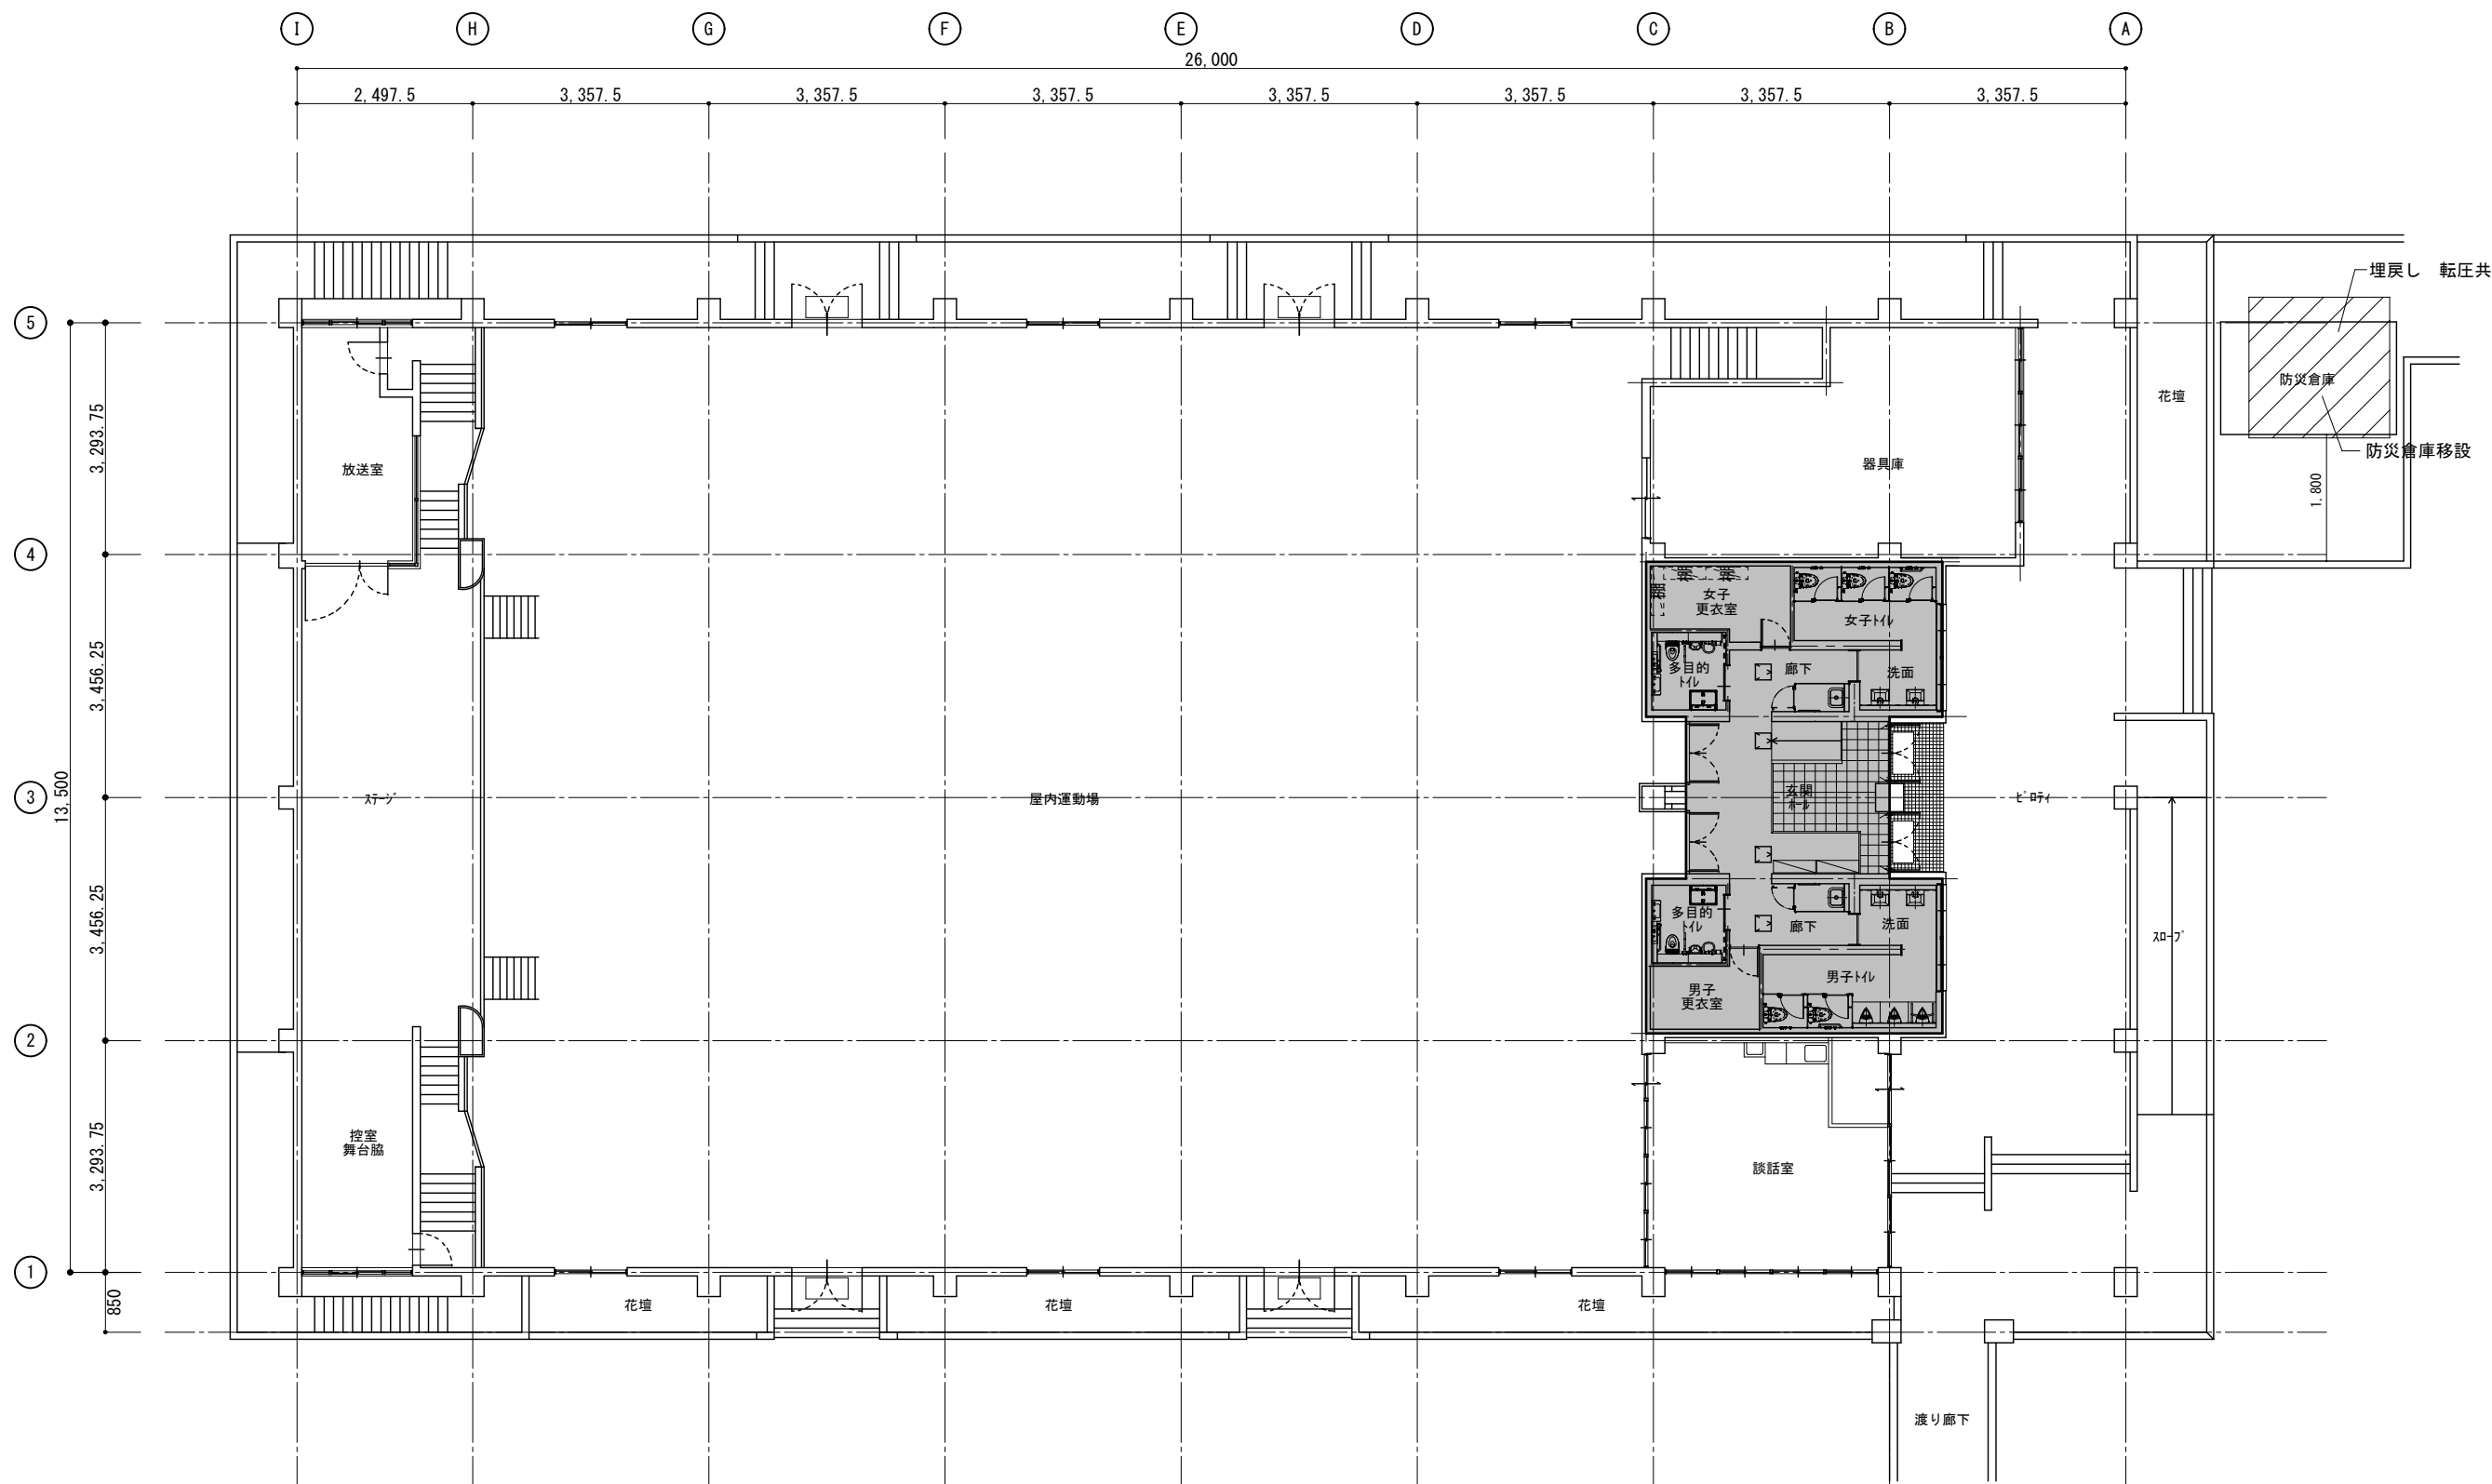 I H G F E D C B A
26,000
2,497.5 3,357.5 3,357.5 3,357.5 3,357.5 3,357.5 3,357.5 3,357.5
埋戻し 転圧共
5
防災倉庫
花壇
3,293.75
防災倉庫移設
器具庫
放送室
1,800
4
女子
更衣室
女子ﾄｲﾚ
3,456.25
多目的
ﾄｲﾚ
廊下
洗面
13,500
3
ｽﾃｰｼﾞ
屋内運動場
玄関
ﾎｰﾙ
ﾋﾟﾛﾃｨ
3,456.25
多目的
ﾄｲﾚ
廊下
洗面
ｽﾛｰﾌﾟ
男子ﾄｲﾚ
男子
更衣室
2
3,293.75
控室
舞台脇
談話室
1
850
花壇
花壇
花壇
渡り廊下